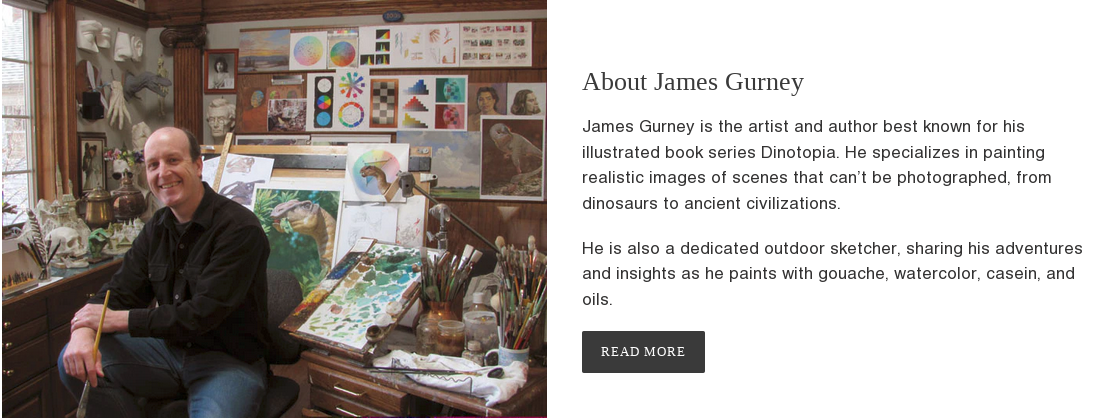 About James Gurney
James Gurney is the artist and author best known for his
illustrated book series Dinotopia. He specializes in painting
realistic images of scenes that can’t be photographed, from
dinosaurs to ancient civilizations.
He is also a dedicated outdoor sketcher, sharing his adventures
and insights as he paints with gouache, watercolor, casein, and
oils.
READ MORE